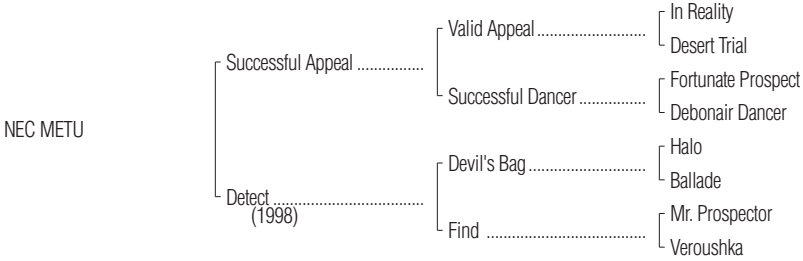 In Reality
Valid Appeal
Desert Trial
Successful Appeal
Fortunate Prospect
Successful Dancer
Debonair Dancer
NEC METU
Halo
Devil's Bag
Ballade
Detect
(1998)
Mr. Prospector
Find
Veroushka